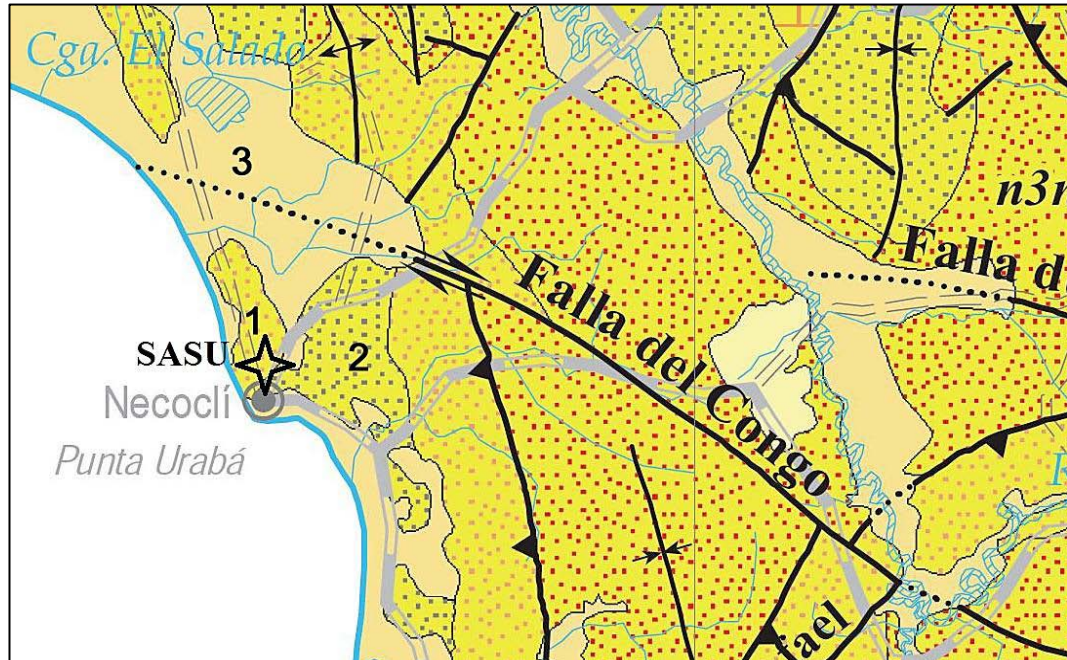 Cga. El Salado
3
n3r
Falla d
Falla del Congo
1
SASU
2
Necoclí
Punta Urabá
R
fael